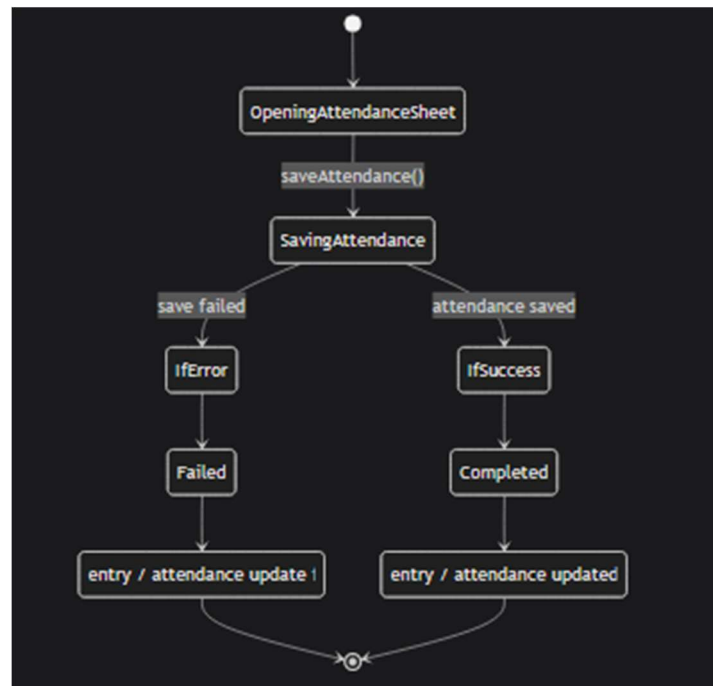 OpeningAttendanceSheet
saveAttendance()
SavingAttendance
save failed
attendance saved
IfError
IfSuccess
Failed
Completed
entry / attendance update
entry / attendance updated